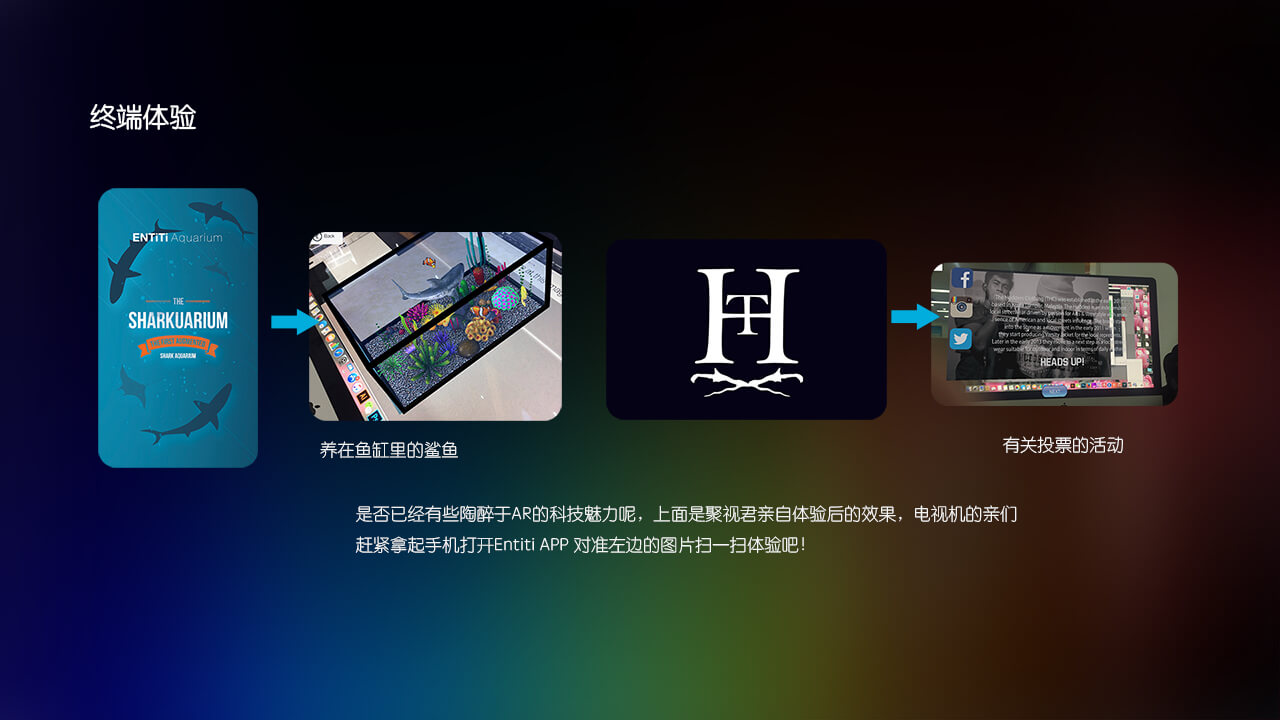 终端体验
ENTiTi Aquarium
THE
SHARKUARIUM
THE FIRST AUGMENTED
SHARK AQUARIUM
Back
HT
HEADS UP!
养在鱼缸里的鲨鱼
有关投票的活动
是否已经有些陶醉于AR的科技魅力呢，上面是聚视君亲自体验后的效果，电视机的亲们
赶紧拿起手机打开Entiti APP 对准左边的图片扫一扫体验吧！